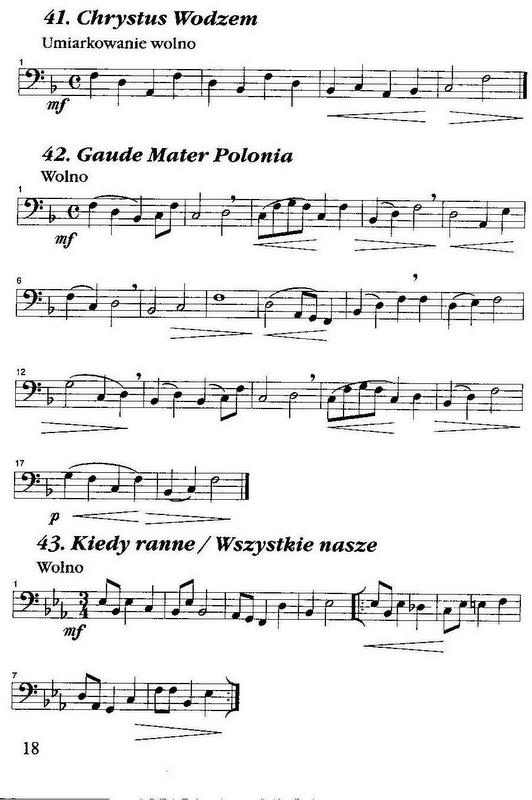 41. Chrystus Wodzem
Umiarkowanie wolno
1
mf
42. Gaude Mater Polonia
Wolno
1
mf
6
12
17
p
43. Kiedy ranne / Wszystkie nasze
Wolno
1
3
4
mf
7
18